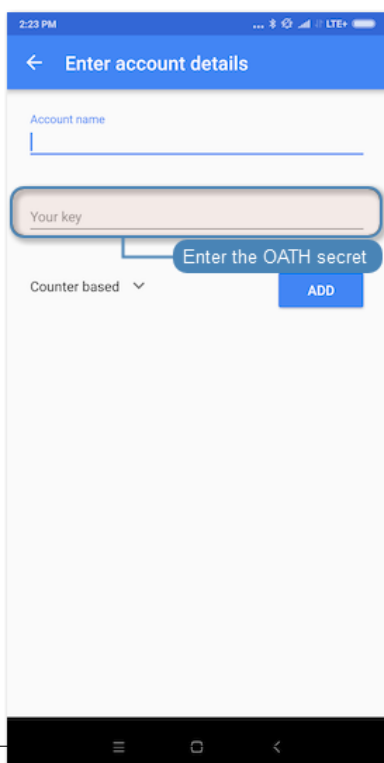 2:23 PM ... LTE+
Enter account details
Account name
Your key
Enter the OATH secret
Counter based
ADD